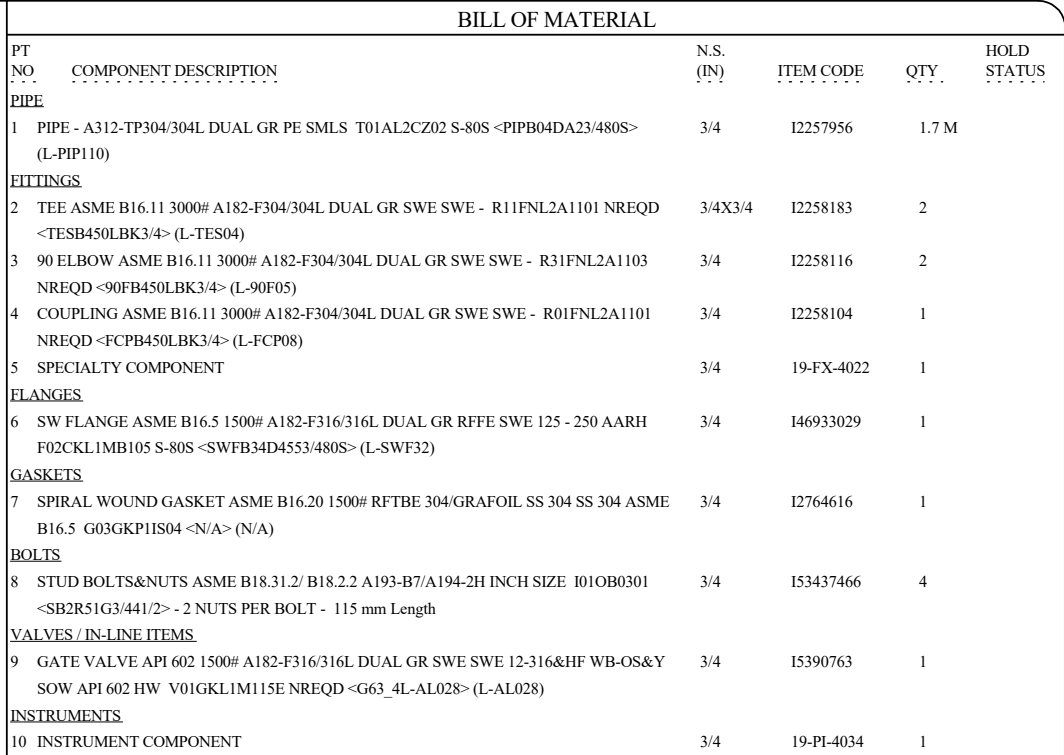 BILL OF MATERIAL
PT N.S. HOLD
NO COMPONENT DESCRIPTION (IN) ITEM CODE QTY STATUS
PIPE
1 PIPE - A312-TP304/304L DUAL GR PE SMLS T01AL2CZ02 S-80S <PIPB04DA23/480S> 3/4 I2257956 1.7 M
(L-PIP110)
FITTINGS
2 TEE ASME B16.11 3000# A182-F304/304L DUAL GR SWE SWE - R11FNL2A1101 NREQD 3/4X3/4 I2258183 2
<TESB450LBK3/4> (L-TES04)
3 90 ELBOW ASME B16.11 3000# A182-F304/304L DUAL GR SWE SWE - R31FNL2A1103 3/4 I2258116 2
NREQD <90FB450LBK3/4> (L-90F05)
4 COUPLING ASME B16.11 3000# A182-F304/304L DUAL GR SWE SWE - R01FNL2A1101 3/4 I2258104 1
NREQD <FCPB450LBK3/4> (L-FCP08)
5 SPECIALTY COMPONENT 3/4 19-FX-4022 1
FLANGES
6 SW FLANGE ASME B16.5 1500# A182-F316/316L DUAL GR RFFE SWE 125 - 250 AARH 3/4 I46933029 1
F02CKL1MB105 S-80S <SWFB34D4553/480S> (L-SWF32)
GASKETS
7 SPIRAL WOUND GASKET ASME B16.20 1500# RFTBE 304/GRAFOIL SS 304 SS 304 ASME 3/4 I2764616 1
B16.5 G03GKP1IS04 <N/A> (N/A)
BOLTS
8 STUD BOLTS&NUTS ASME B18.31.2/ B18.2.2 A193-B7/A194-2H INCH SIZE I01OB0301 3/4 I53437466 4
<SB2R51G3/441/2> - 2 NUTS PER BOLT - 115 mm Length
VALVES / IN-LINE ITEMS
9 GATE VALVE API 602 1500# A182-F316/316L DUAL GR SWE SWE 12-316&HF WB-OS&Y 3/4 I5390763 1
SOW API 602 HW V01GKL1M115E NREQD <G63_4L-AL028> (L-AL028)
INSTRUMENTS
10 INSTRUMENT COMPONENT 3/4 19-PI-4034 1